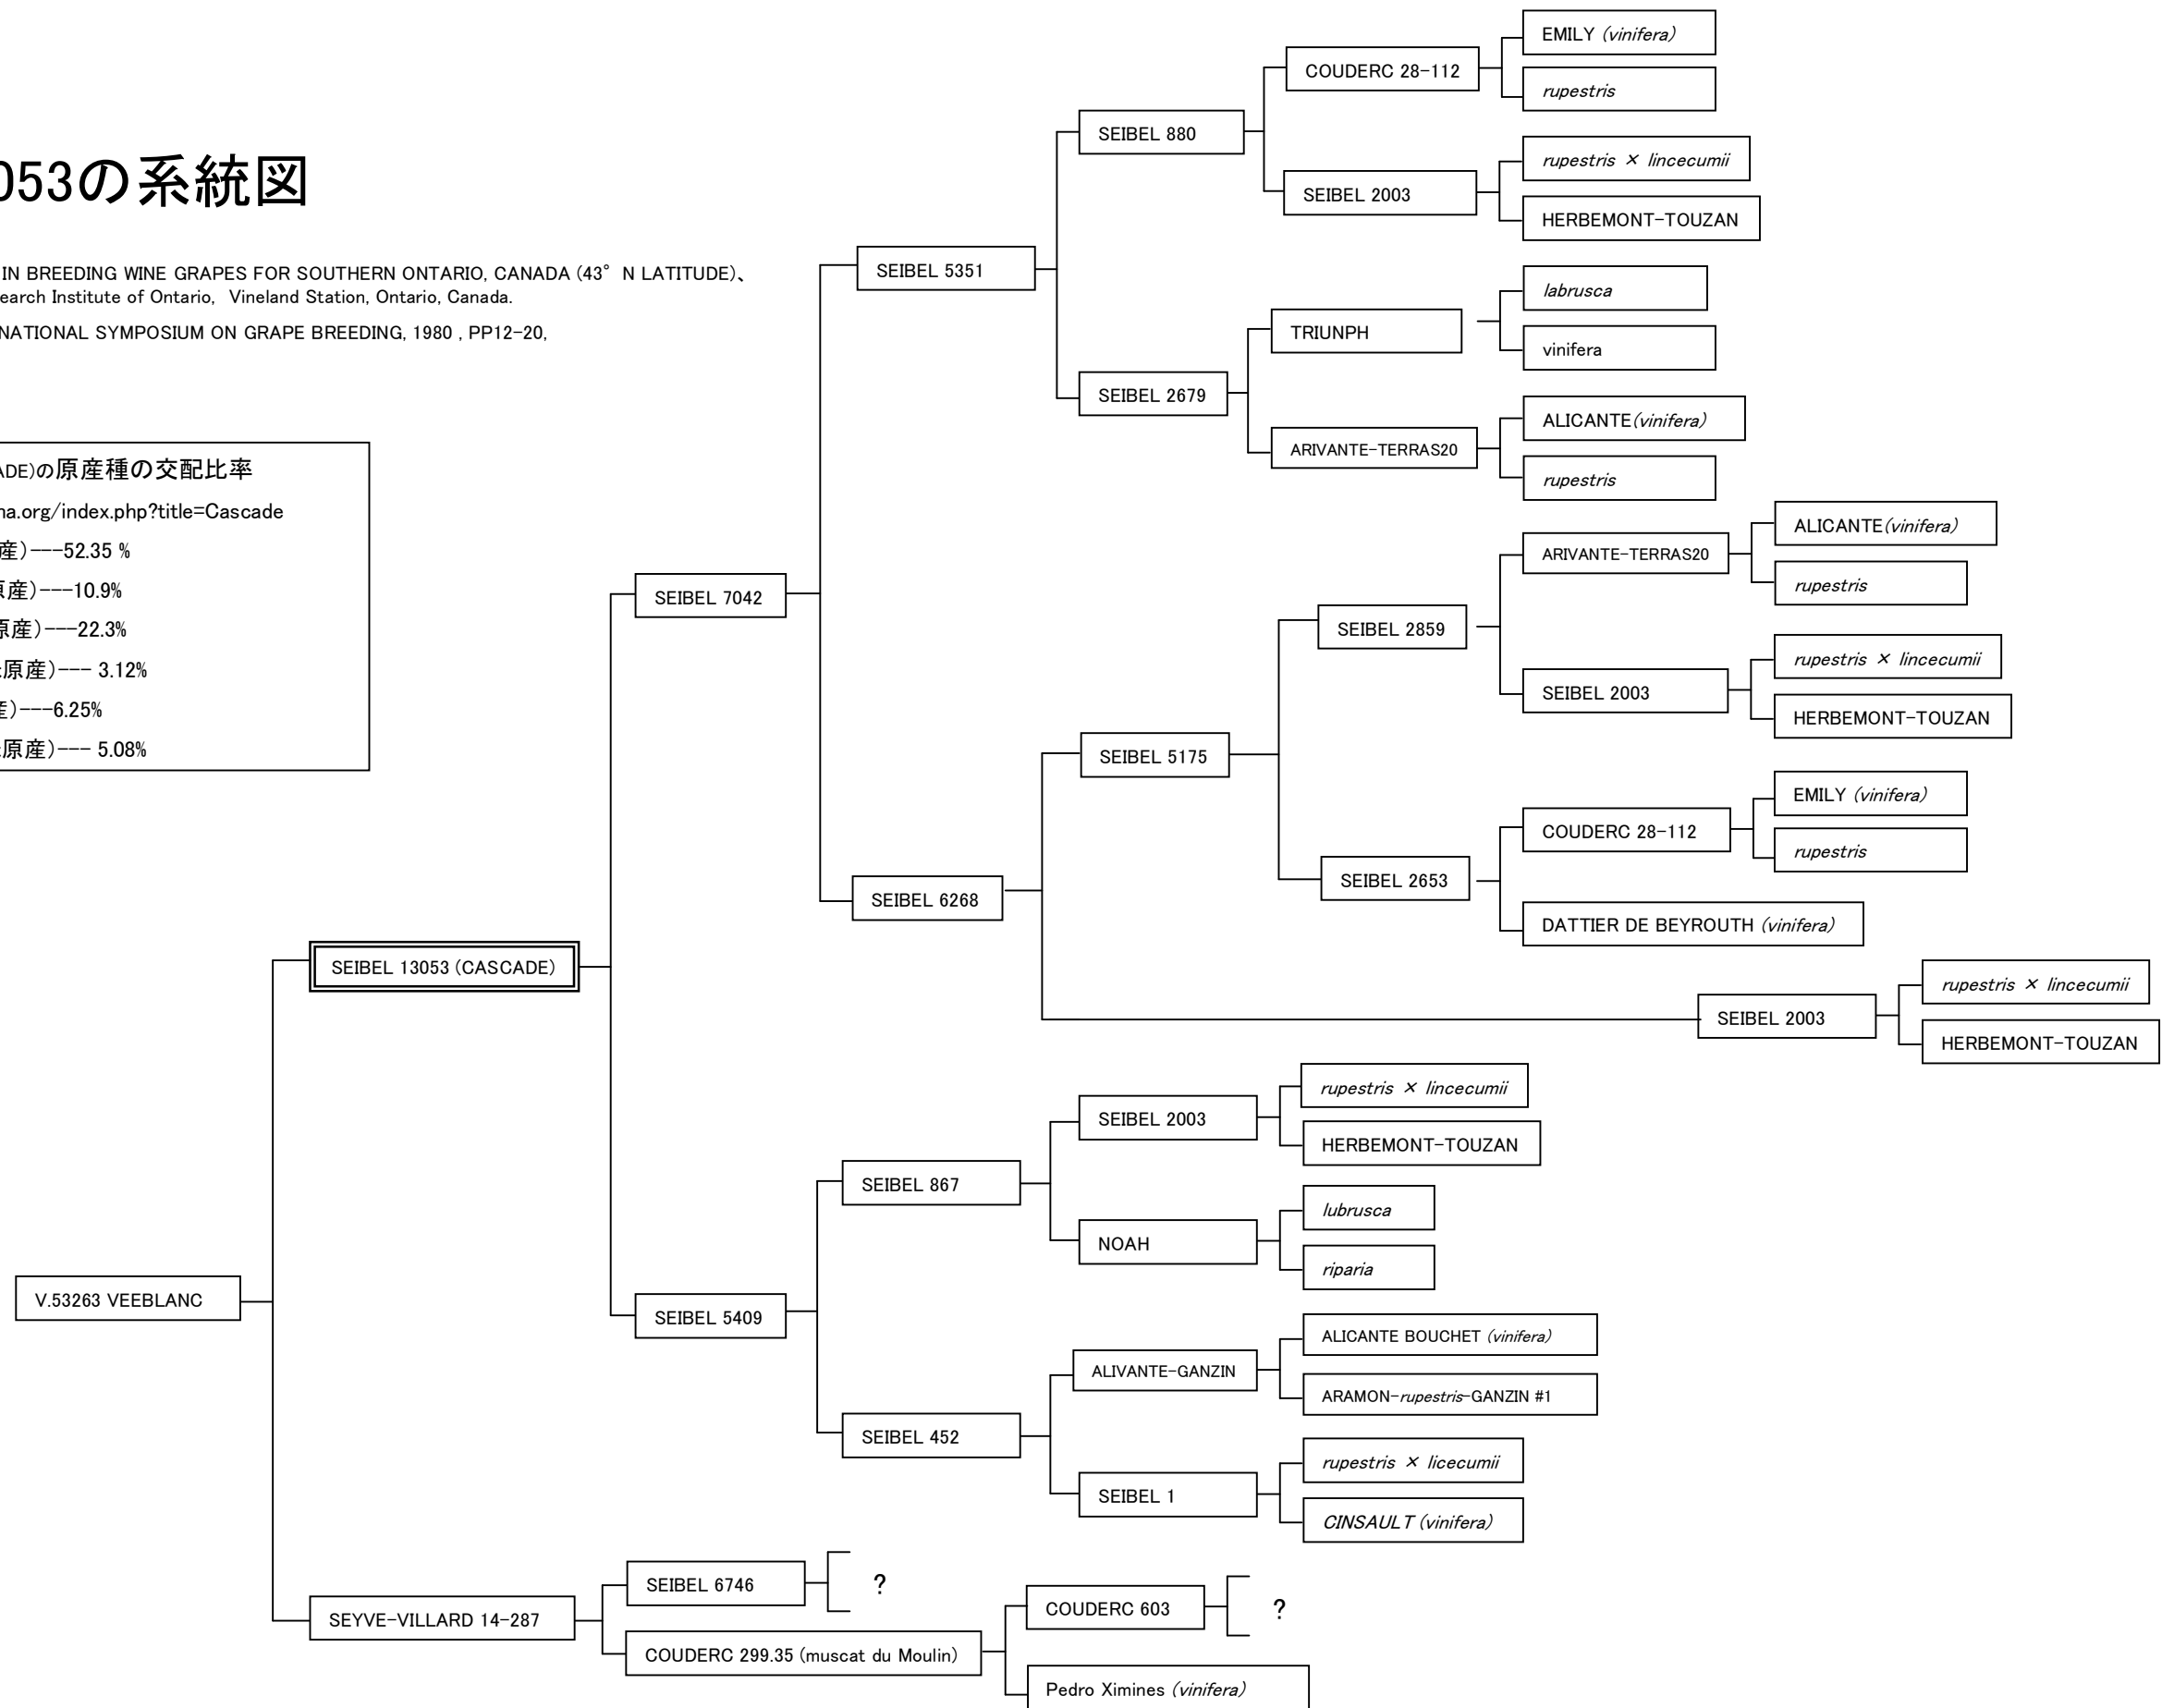 053の系統図
IN BREEDING WINE GRAPES FOR SOUTHERN ONTARIO, CANADA (43° N LATITUDE)、
earch Institute of Ontario, Vineland Station, Ontario, Canada.
NATIONAL SYMPOSIUM ON GRAPE BREEDING, 1980 , PP12-20,
ADE)の原産種の交配比率
na.org/index.php?title=Cascade
産)---52.35 %
原産)---10.9%
原産)---22.3%
原産)--- 3.12%
産)---6.25%
原産)--- 5.08%
V.53263 VEEBLANC
SEIBEL 13053 (CASCADE)
SEYVE-VILLARD 14-287
SEIBEL 7042
SEIBEL 5409
SEIBEL 5351
SEIBEL 6268
SEIBEL 880
SEIBEL 2679
COUDERC 28-112
EMILY (vinifera)
rupestris
SEIBEL 2003
rupestris × lincecumii
HERBEMONT-TOUZAN
TRIUNPH
labrusca
vinifera
ARIVANTE-TERRAS20
ALICANTE(vinifera)
rupestris
SEIBEL 5175
SEIBEL 2859
ARIVANTE-TERRAS20
ALICANTE(vinifera)
rupestris
SEIBEL 2003
rupestris × lincecumii
HERBEMONT-TOUZAN
SEIBEL 2653
COUDERC 28-112
EMILY (vinifera)
rupestris
DATTIER DE BEYROUTH (vinifera)
SEIBEL 2003
rupestris × lincecumii
HERBEMONT-TOUZAN
SEIBEL 867
SEIBEL 2003
rupestris × lincecumii
HERBEMONT-TOUZAN
NOAH
lubrusca
riparia
SEIBEL 452
ALIVANTE-GANZIN
ALICANTE BOUCHET (vinifera)
ARAMON-rupestris-GANZIN #1
SEIBEL 1
rupestris × licecumii
CINSAULT (vinifera)
SEIBEL 6746
?
COUDERC 299.35 (muscat du Moulin)
COUDERC 603
?
Pedro Ximines (vinifera)